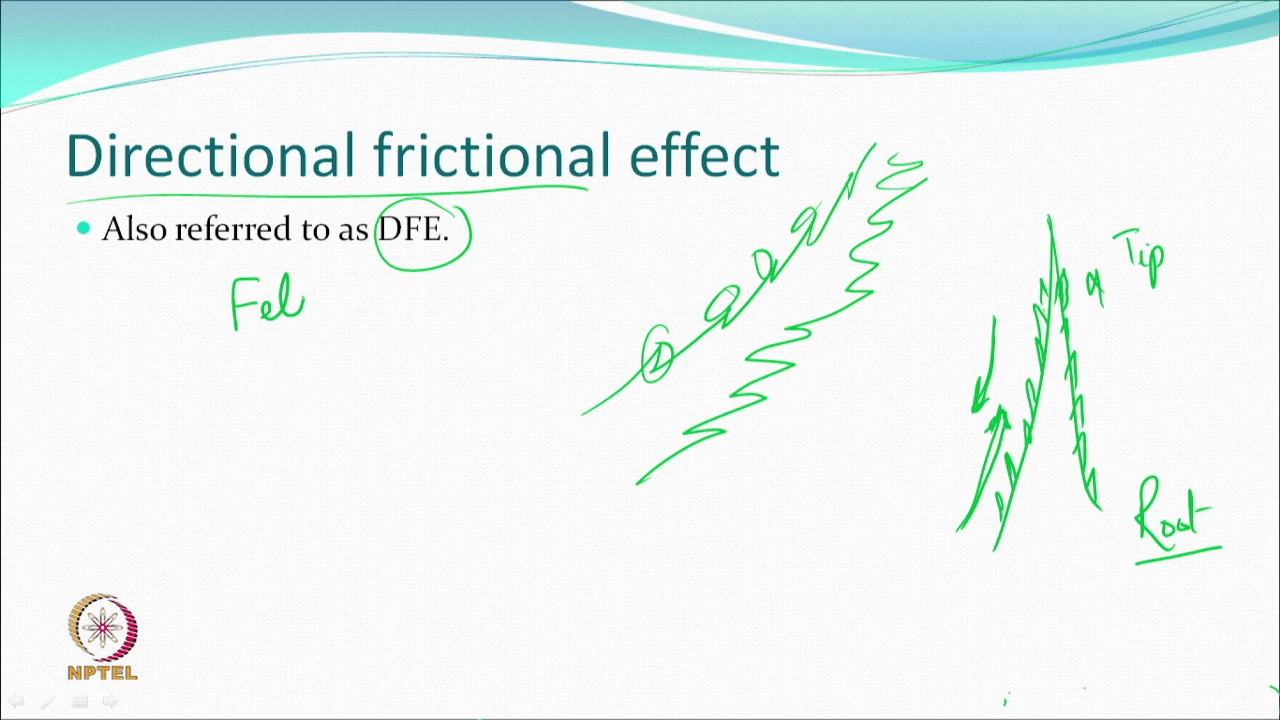 Directional frictional effect
Also referred to as DFE.
Fel
Tip
Root
NPTEL